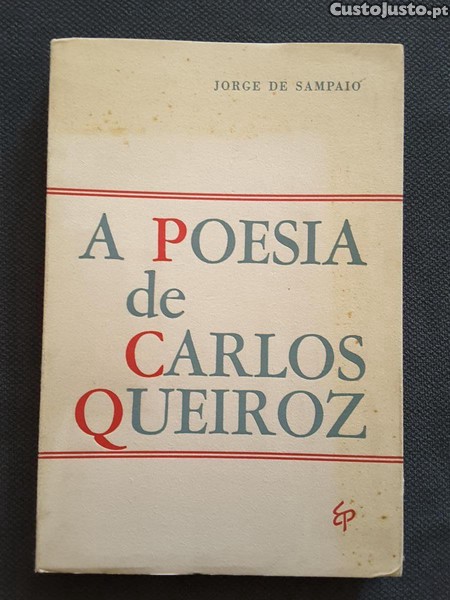 CustoJusto.pt
JORGE DE SAMPAIO
A POESIA
de
CARLOS
QUEIROZ